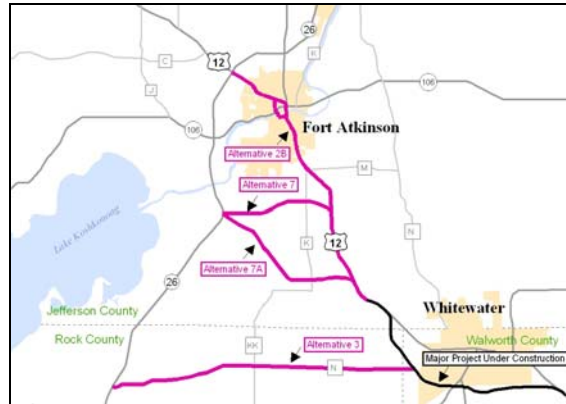 26
12
K
C
J
106
106
Fort Atkinson
Alternative 2B
M
Alternative 7
Lake Koshkonong
K
N
12
Alternative 7A
26
Whitewater
Jefferson County
Rock County
Walworth County
KK
Alternative 3
N
Major Project Under Construction